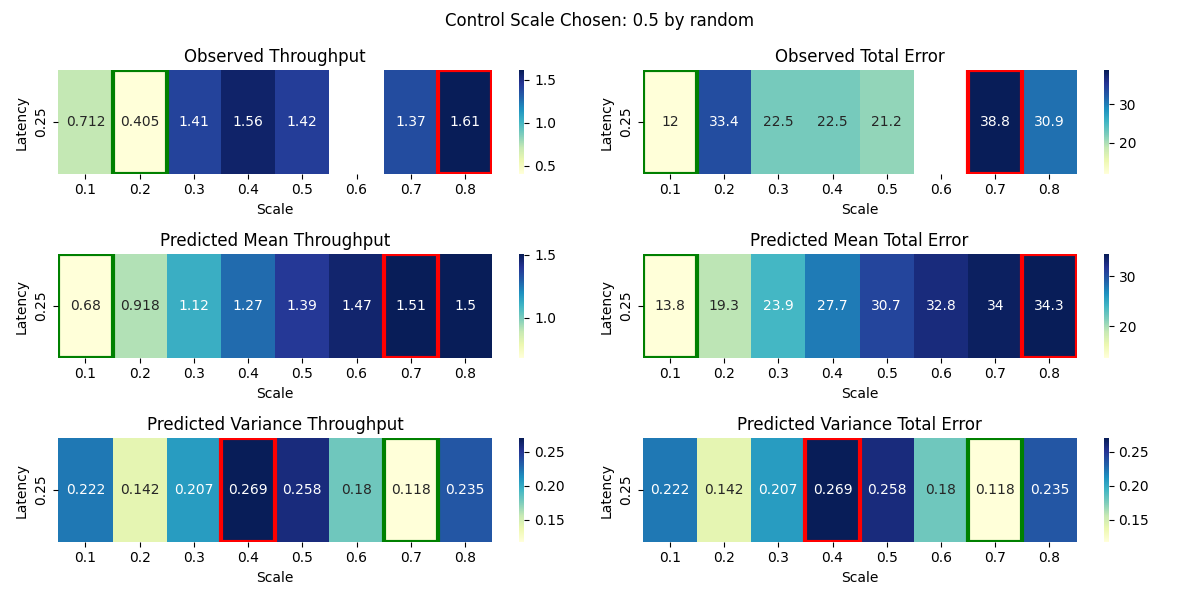 Control Scale Chosen: 0.5 by random
Observed Throughput
Latency
0.25
0.712 0.405 1.41 1.56 1.42 1.37 1.61
0.1 0.2 0.3 0.4 0.5 0.6 0.7 0.8
Scale
1.5
1.0
0.5
Observed Total Error
Latency
0.25
12 33.4 22.5 22.5 21.2 38.8 30.9
0.1 0.2 0.3 0.4 0.5 0.6 0.7 0.8
Scale
30
20
Predicted Mean Throughput
Latency
0.25
0.68 0.918 1.12 1.27 1.39 1.47 1.51 1.5
0.1 0.2 0.3 0.4 0.5 0.6 0.7 0.8
Scale
1.5
1.0
Predicted Mean Total Error
Latency
0.25
13.8 19.3 23.9 27.7 30.7 32.8 34 34.3
0.1 0.2 0.3 0.4 0.5 0.6 0.7 0.8
Scale
30
20
Predicted Variance Throughput
Latency
0.25
0.222 0.142 0.207 0.269 0.258 0.18 0.118 0.235
0.1 0.2 0.3 0.4 0.5 0.6 0.7 0.8
Scale
0.25
0.20
0.15
Predicted Variance Total Error
Latency
0.25
0.222 0.142 0.207 0.269 0.258 0.18 0.118 0.235
0.1 0.2 0.3 0.4 0.5 0.6 0.7 0.8
Scale
0.25
0.20
0.15